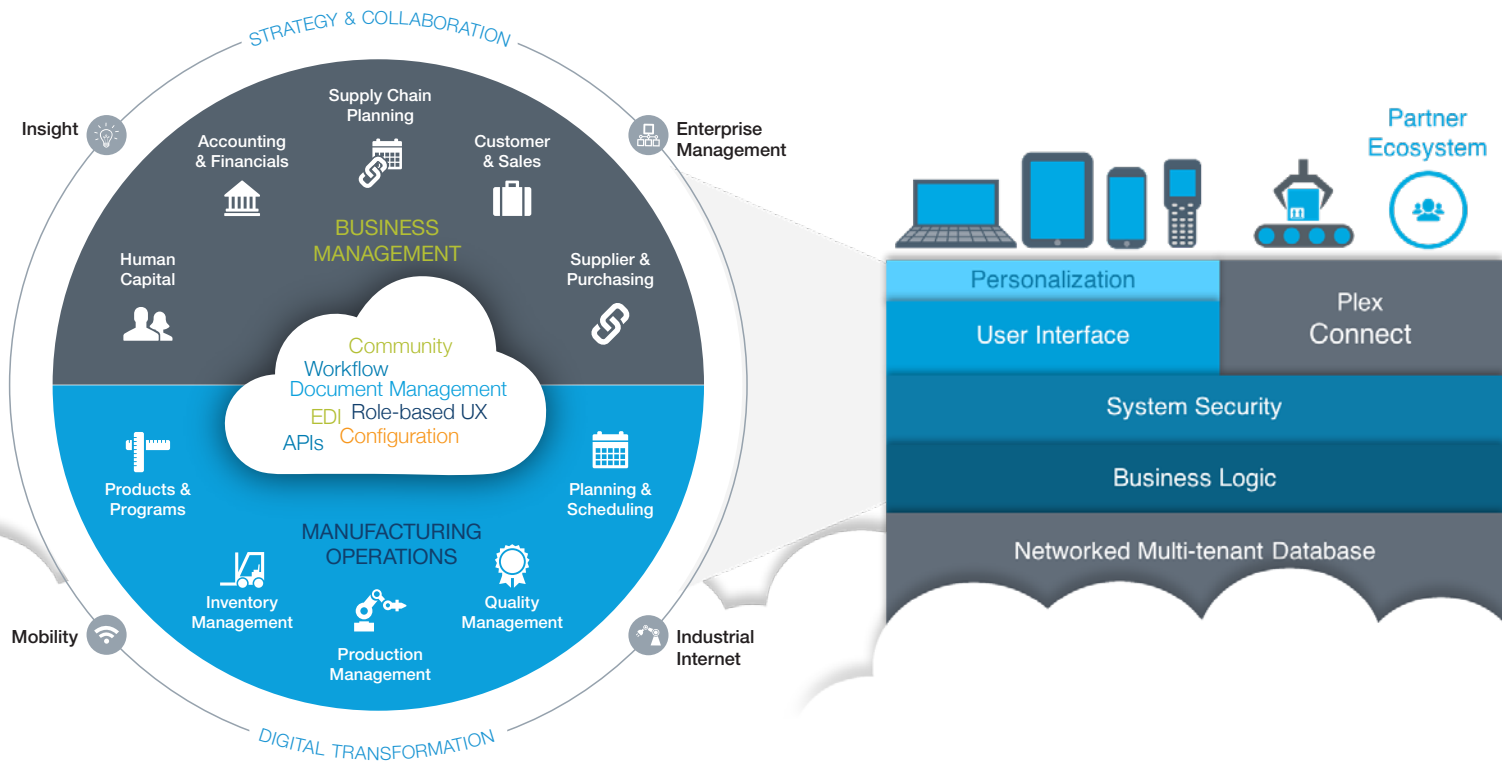 STRATEGY & COLLABORATION
Insight
Enterprise
Management
Supply Chain
Planning
Accounting
& Financials
Customer
& Sales
BUSINESS
MANAGEMENT
Human
Capital
Supplier &
Purchasing
Community
Workflow
Document Management
EDI
Role-based UX
APIs
Configuration
Products &
Programs
Planning &
Scheduling
MANUFACTURING
OPERATIONS
Inventory
Management
Quality
Management
Production
Management
Mobility
Industrial
Internet
DIGITAL TRANSFORMATION
Partner
Ecosystem
Personalization
User Interface
Plex
Connect
System Security
Business Logic
Networked Multi-tenant Database